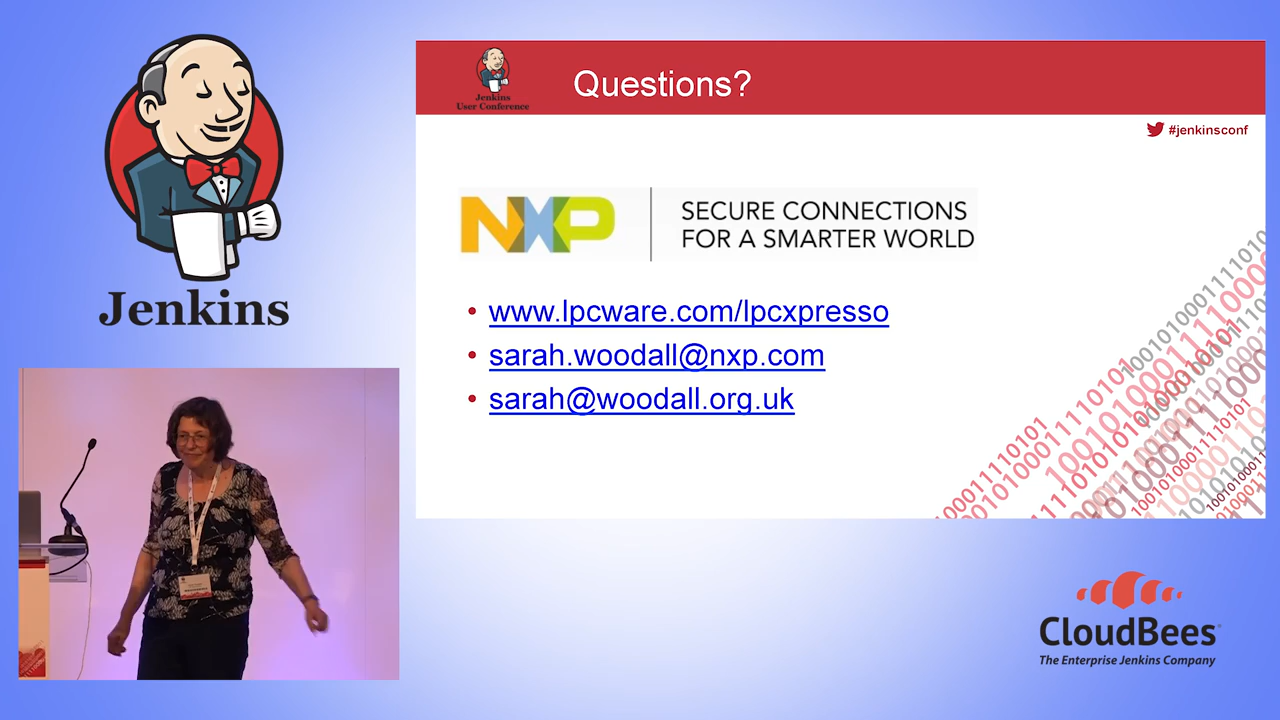 Jenkins
Jenkins
User Conference
Questions?
#jenkinsconf
NXP
SECURE CONNECTIONS
FOR A SMARTER WORLD
• www.lpcware.com/lpcxpresso
• sarah.woodall@nxp.com
• sarah@woodall.org.uk
CloudBees
The Enterprise Jenkins Company